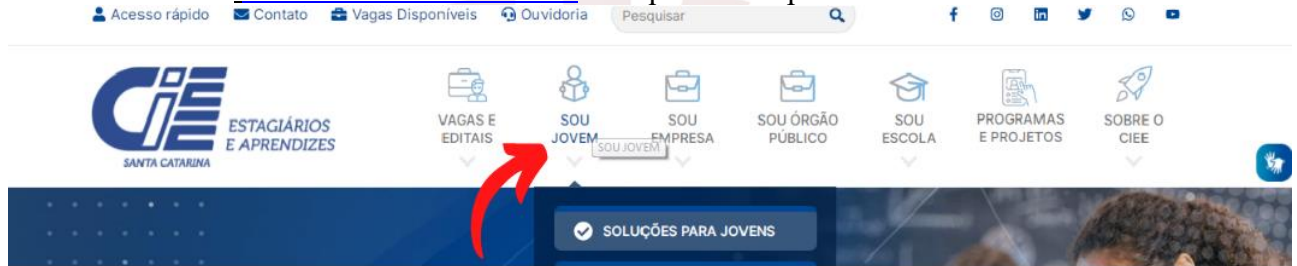 Acesso rápido Contato Vagas Disponíveis Ouvidoria Pesquisar
CIEE
ESTAGIÁRIOS
E APRENDIZES
SANTA CATARINA
VAGAS E
EDITAIS
SOU
JOVEM
SOU JOVEM
SOU
EMPRESA
SOU ÓRGÃO
PÚBLICO
SOU
ESCOLA
PROGRAMAS
E PROJETOS
SOBRE O
CIEE
SOLUÇÕES PARA JOVENS